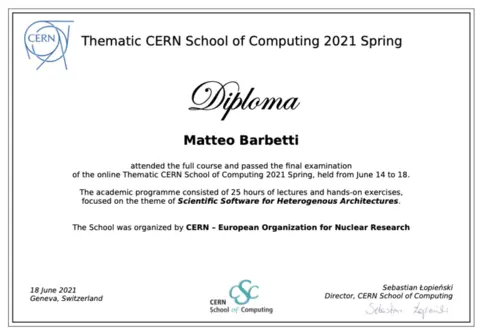 CERN
Thematic CERN School of Computing 2021 Spring
Diploma
Matteo Barbetti
attended the full course and passed the final examination
of the online Thematic CERN School of Computing 2021 Spring, held from June 14 to 18.
The academic programme consisted of 25 hours of lectures and hands-on exercises,
focused on the theme of Scientific Software for Heterogenous Architectures.
The School was organized by CERN – European Organization for Nuclear Research
18 June 2021
Geneva, Switzerland
CSC
CERN
School of Computing
Sebastian Łopieński
Director, CERN School of Computing
Sebastian Łopieński